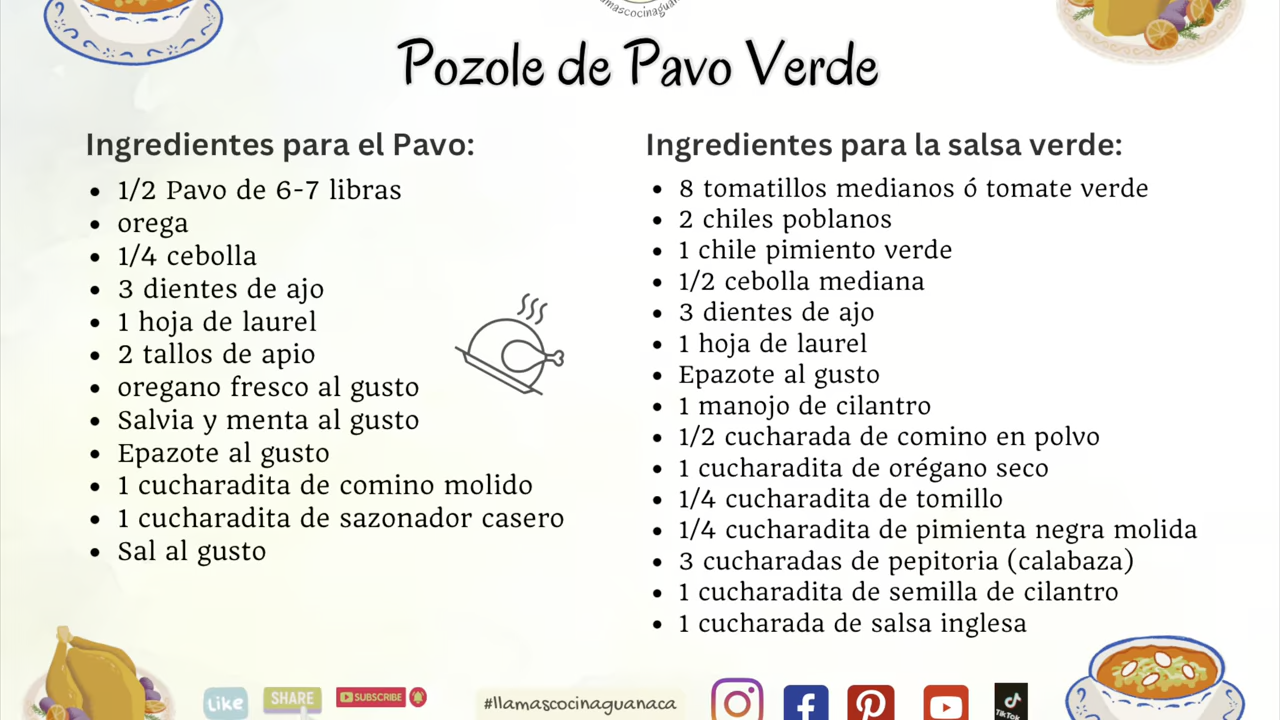 Pozole de Pavo Verde
Ingredientes para el Pavo:
• 1/2 Pavo de 6-7 libras
• orega
• 1/4 cebolla
• 3 dientes de ajo
• 1 hoja de laurel
• 2 tallos de apio
• oregano fresco al gusto
• Salvia y menta al gusto
• Epazote al gusto
• 1 cucharadita de comino molido
• 1 cucharadita de sazonador casero
• Sal al gusto
Ingredientes para la salsa verde:
• 8 tomatillos medianos ó tomate verde
• 2 chiles poblanos
• 1 chile pimiento verde
• 1/2 cebolla mediana
• 3 dientes de ajo
• 1 hoja de laurel
• Epazote al gusto
• 1 manojo de cilantro
• 1/2 cucharada de comino en polvo
• 1 cucharadita de orégano seco
• 1/4 cucharadita de tomillo
• 1/4 cucharadita de pimienta negra molida
• 3 cucharadas de pepitoria (calabaza)
• 1 cucharadita de semilla de cilantro
• 1 cucharada de salsa inglesa
Like
SHARE
SUBSCRIBE
#llamascocinaguanaca
TikTok